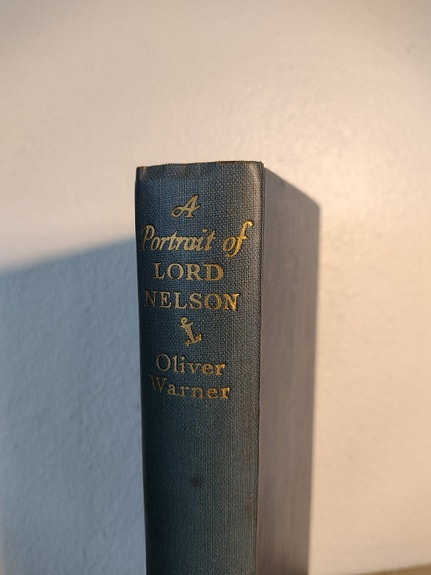 A
Portrait of
LORD
NELSON
Oliver
Warner